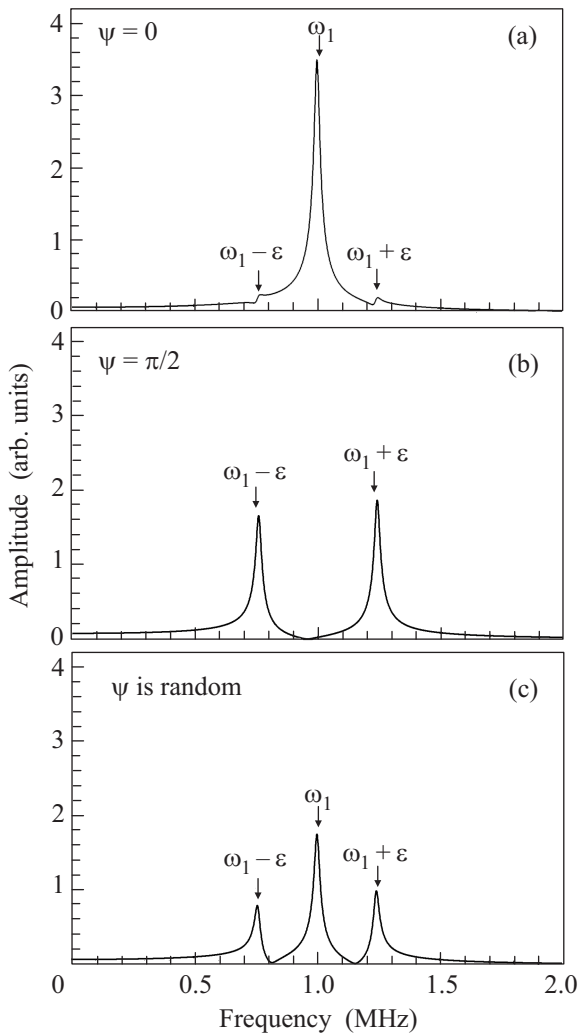 ψ = 0
ω₁
(a)
4
3
2
1
0
ω₁ – ε
ω₁ + ε
ψ = π/2
(b)
4
3
2
1
0
ω₁ – ε
ω₁ + ε
Amplitude (arb. units)
ψ is random
(c)
4
3
2
1
ω₁
ω₁ – ε
ω₁ + ε
0 0.5 1.0 1.5 2.0
Frequency (MHz)